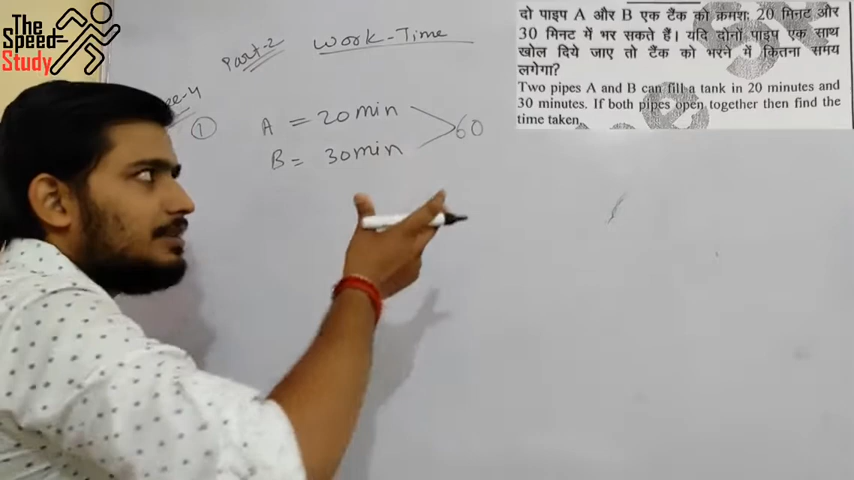 The
Speed
Study
Part-2
Work-Time
①
A = 20min
B = 30min
60
दो पाइप A और B एक टैंक को क्रमशः 20 मिनट और
30 मिनट में भर सकते हैं। यदि दोनों पाइप एक साथ
खोल दिये जाए तो टैंक को भरने में कितना समय
लगेगा?
Two pipes A and B can fill a tank in 20 minutes and
30 minutes. If both pipes open together then find the
time taken.